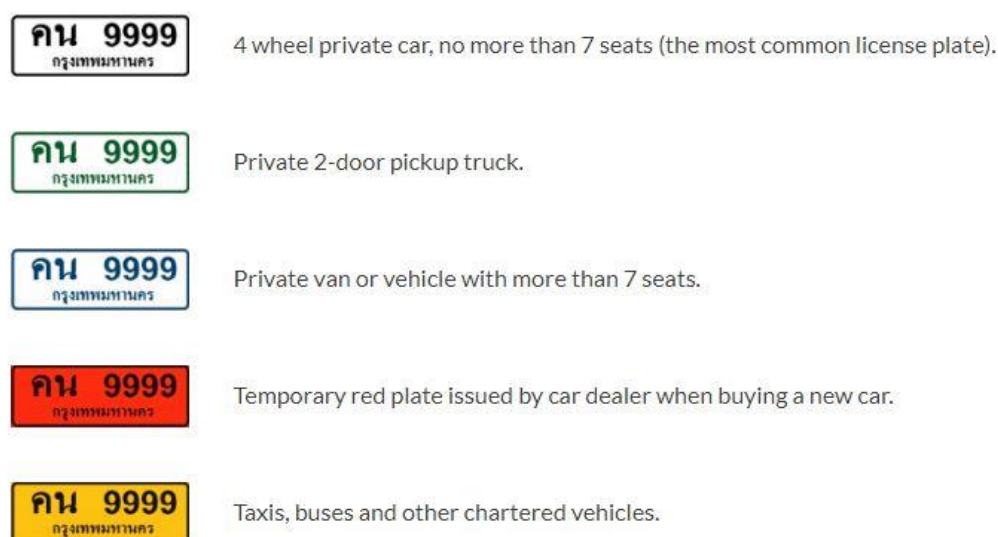 คน 9999
กรุงเทพมหานคร
4 wheel private car, no more than 7 seats (the most common license plate).
คน 9999
กรุงเทพมหานคร
Private 2-door pickup truck.
คน 9999
กรุงเทพมหานคร
Private van or vehicle with more than 7 seats.
คน 9999
กรุงเทพมหานคร
Temporary red plate issued by car dealer when buying a new car.
คน 9999
กรุงเทพมหานคร
Taxis, buses and other chartered vehicles.